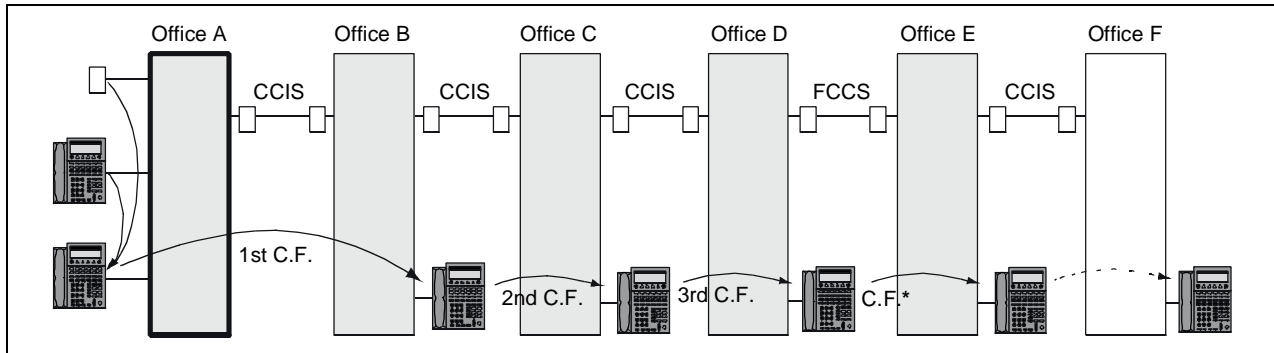 Office A Office B Office C Office D Office E Office F
CCIS CCIS CCIS FCCS CCIS
1st C.F. 2nd C.F. 3rd C.F. C.F.*